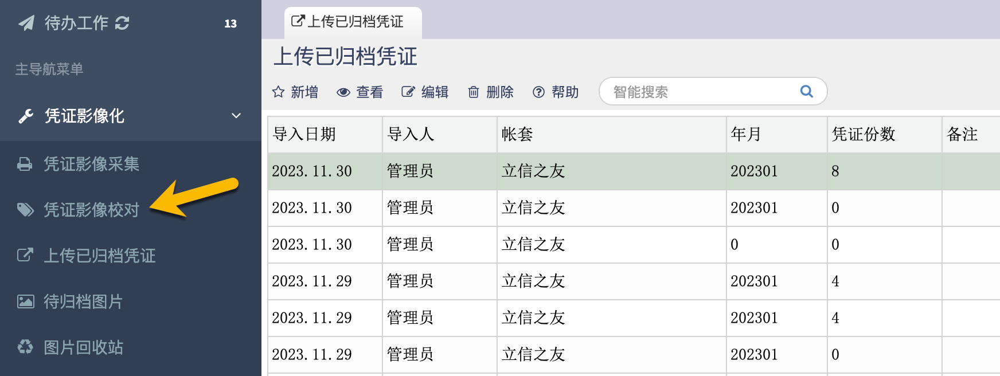 待办工作 13
主导航菜单
凭证影像化
凭证影像采集
凭证影像校对
上传已归档凭证
待归档图片
图片回收站
上传已归档凭证
上传已归档凭证
新增 查看 编辑 删除 帮助 智能搜索
导入日期 导入人 帐套 年月 凭证份数 备注
2023.11.30 管理员 立信之友 202301 8
2023.11.30 管理员 立信之友 202301 0
2023.11.30 管理员 立信之友 0 0
2023.11.29 管理员 立信之友 202301 4
2023.11.29 管理员 立信之友 202301 4
2023.11.29 管理员 立信之友 202301 0